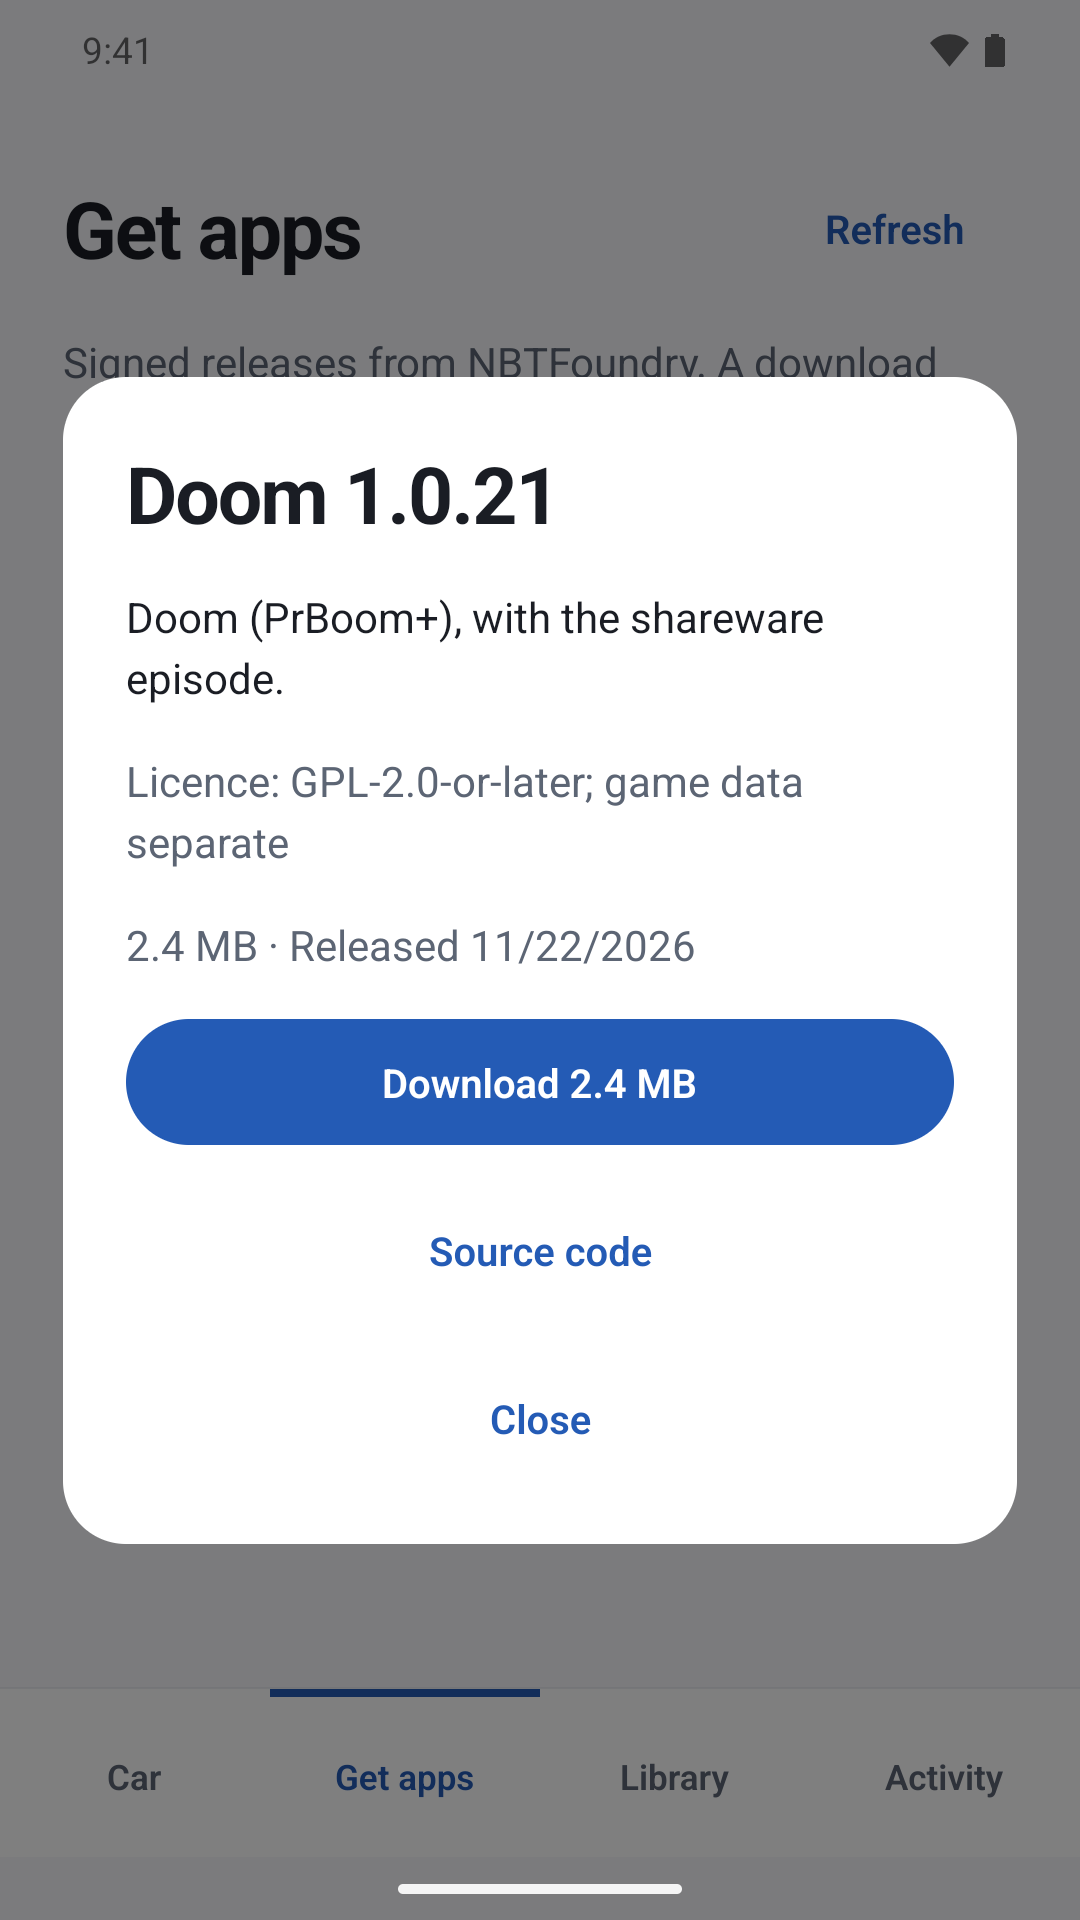 9:41
Get apps
Refresh
Signed releases from NBTFoundry. A download
Doom 1.0.21
Doom (PrBoom+), with the shareware
episode.
Licence: GPL-2.0-or-later; game data
separate
2.4 MB · Released 11/22/2026
Download 2.4 MB
Source code
Close
Car
Get apps
Library
Activity